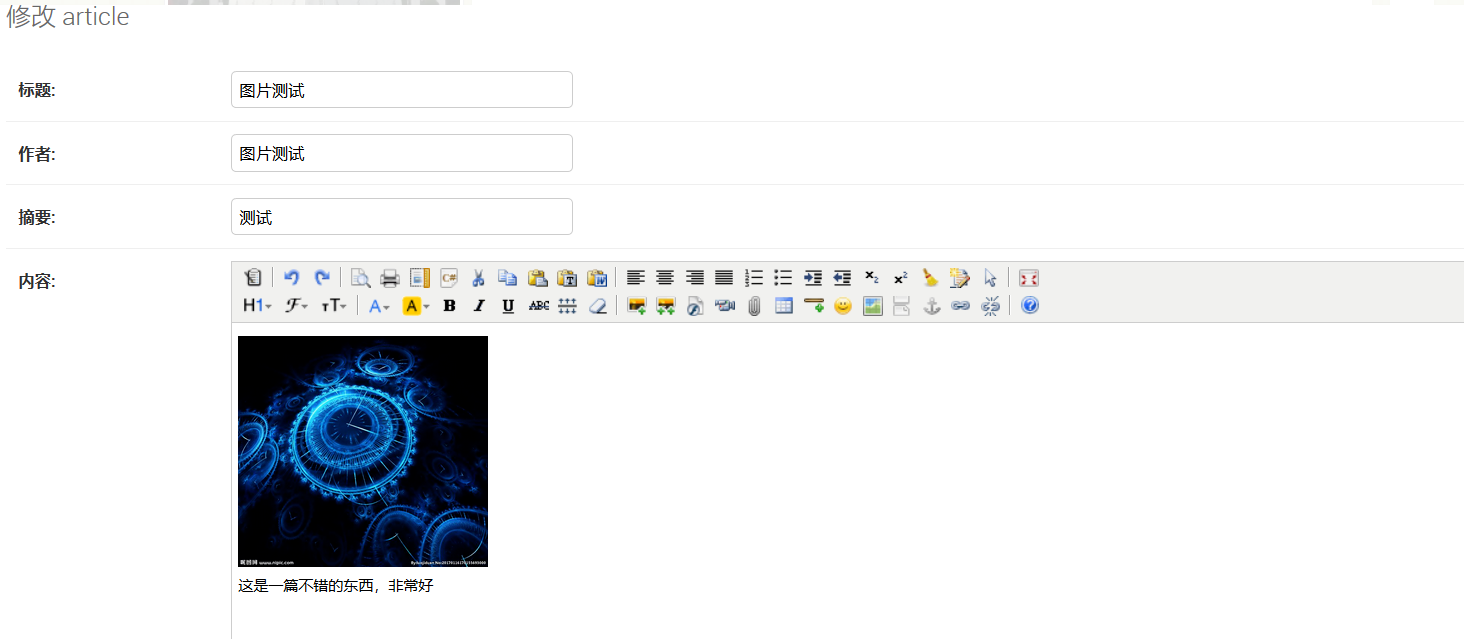 修改 article
标题:
图片测试
作者:
图片测试
摘要:
测试
内容:
H1
昵图网 www.nipic.com
这是一篇不错的东西，非常好